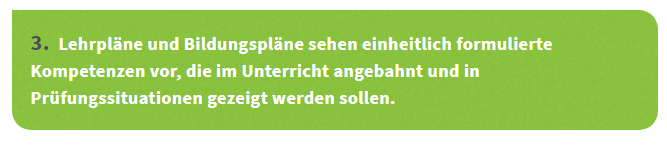 3. Lehrpläne und Bildungspläne sehen einheitlich formulierte
Kompetenzen vor, die im Unterricht angebahnt und in
Prüfungssituationen gezeigt werden sollen.